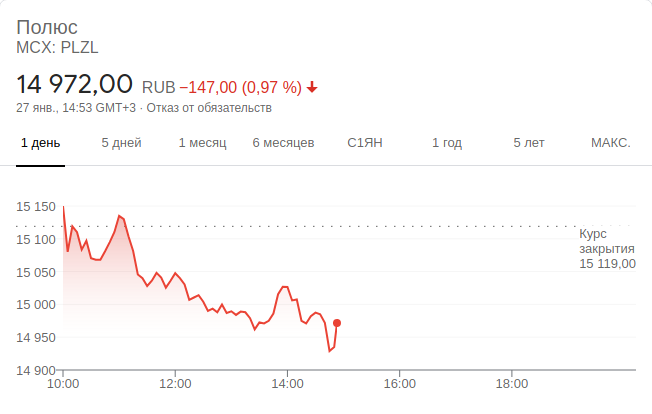 Полюс
MCX: PLZL
14 972,00 RUB −147,00 (0,97 %)
27 янв., 14:53 GMT+3 · Отказ от обязательств
1 день 5 дней 1 месяц 6 месяцев С1ЯН 1 год 5 лет МАКС.
15 150
15 100
15 050
15 000
14 950
14 900
Курс
закрытия
15 119,00
10:00 12:00 14:00 16:00 18:00